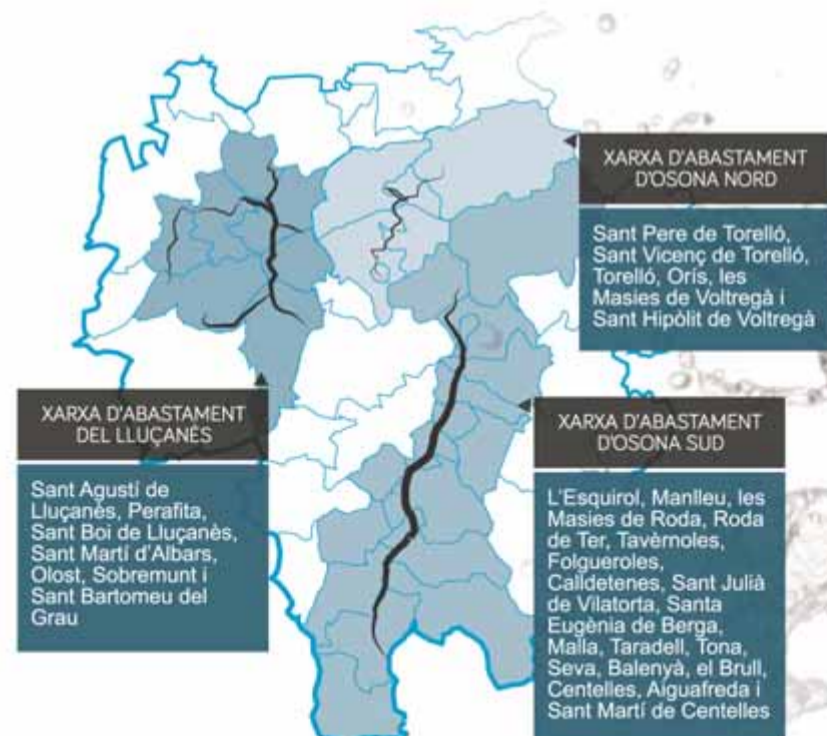 XARXA D'ABASTAMENT
D'OSONA NORD
Sant Pere de Torelló,
Sant Vicenç de Torelló,
Torelló, Orís, les
Masies de Voltregà i
Sant Hipòlit de Voltregà
XARXA D'ABASTAMENT
DEL LLUÇANÈS
Sant Agustí de
Lluçanès, Perafita,
Sant Boi de Lluçanès,
Sant Martí d'Albars,
Olost, Sobremunt i
Sant Bartomeu del
Grau
XARXA D'ABASTAMENT
D'OSONA SUD
L'Esquirol, Manlleu, les
Masies de Roda, Roda
de Ter, Tavèrnoles,
Folgueroles,
Calldetenes, Sant Julià
de Vilatorta, Santa
Eugènia de Berga,
Malla, Taradell, Tona,
Seva, Balenyà, el Brull,
Centelles, Aiguafreda i
Sant Martí de Centelles